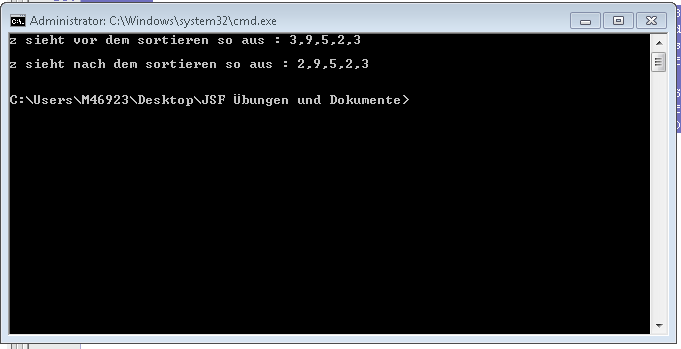 Administrator: C:\Windows\system32\cmd.exe
z sieht vor dem sortieren so aus : 3,9,5,2,3
z sieht nach dem sortieren so aus : 2,9,5,2,3
C:\Users\M46923\Desktop\JSF Übungen und Dokumente>